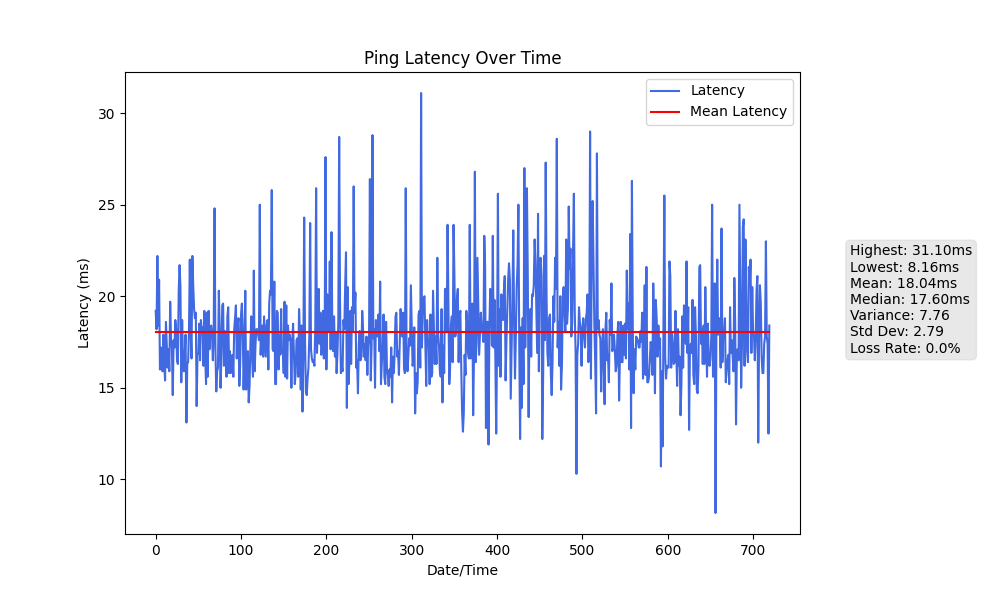 Ping Latency Over Time
Latency
Mean Latency
Latency (ms)
30
25
20
15
10
0
100
200
300
400
500
600
700
Date/Time
Highest: 31.10ms
Lowest: 8.16ms
Mean: 18.04ms
Median: 17.60ms
Variance: 7.76
Std Dev: 2.79
Loss Rate: 0.0%